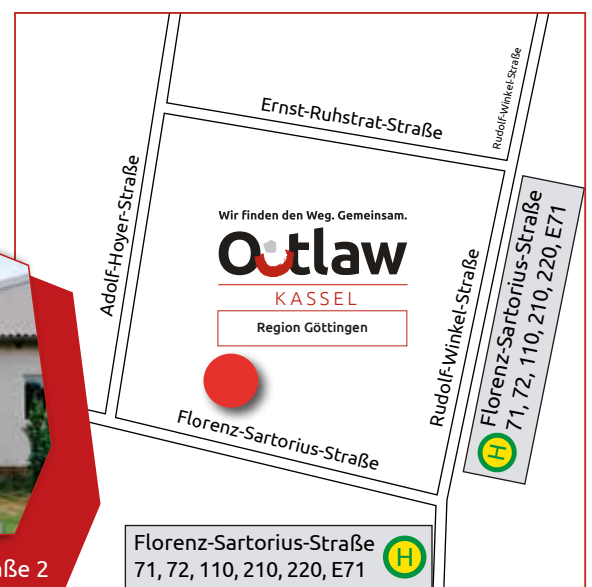 Ernst-Ruhstrat-Straße
Rudolf-Winkel-Straße
Adolf-Hoyer-Straße
Wir finden den Weg. Gemeinsam.
Outlaw
KASSEL
Region Göttingen
Rudolf-Winkel-Straße
Florenz-Sartorius-Straße
71, 72, 110, 210, 220, E71
H
Florenz-Sartorius-Straße
Florenz-Sartorius-Straße
71, 72, 110, 210, 220, E71
H
aße 2